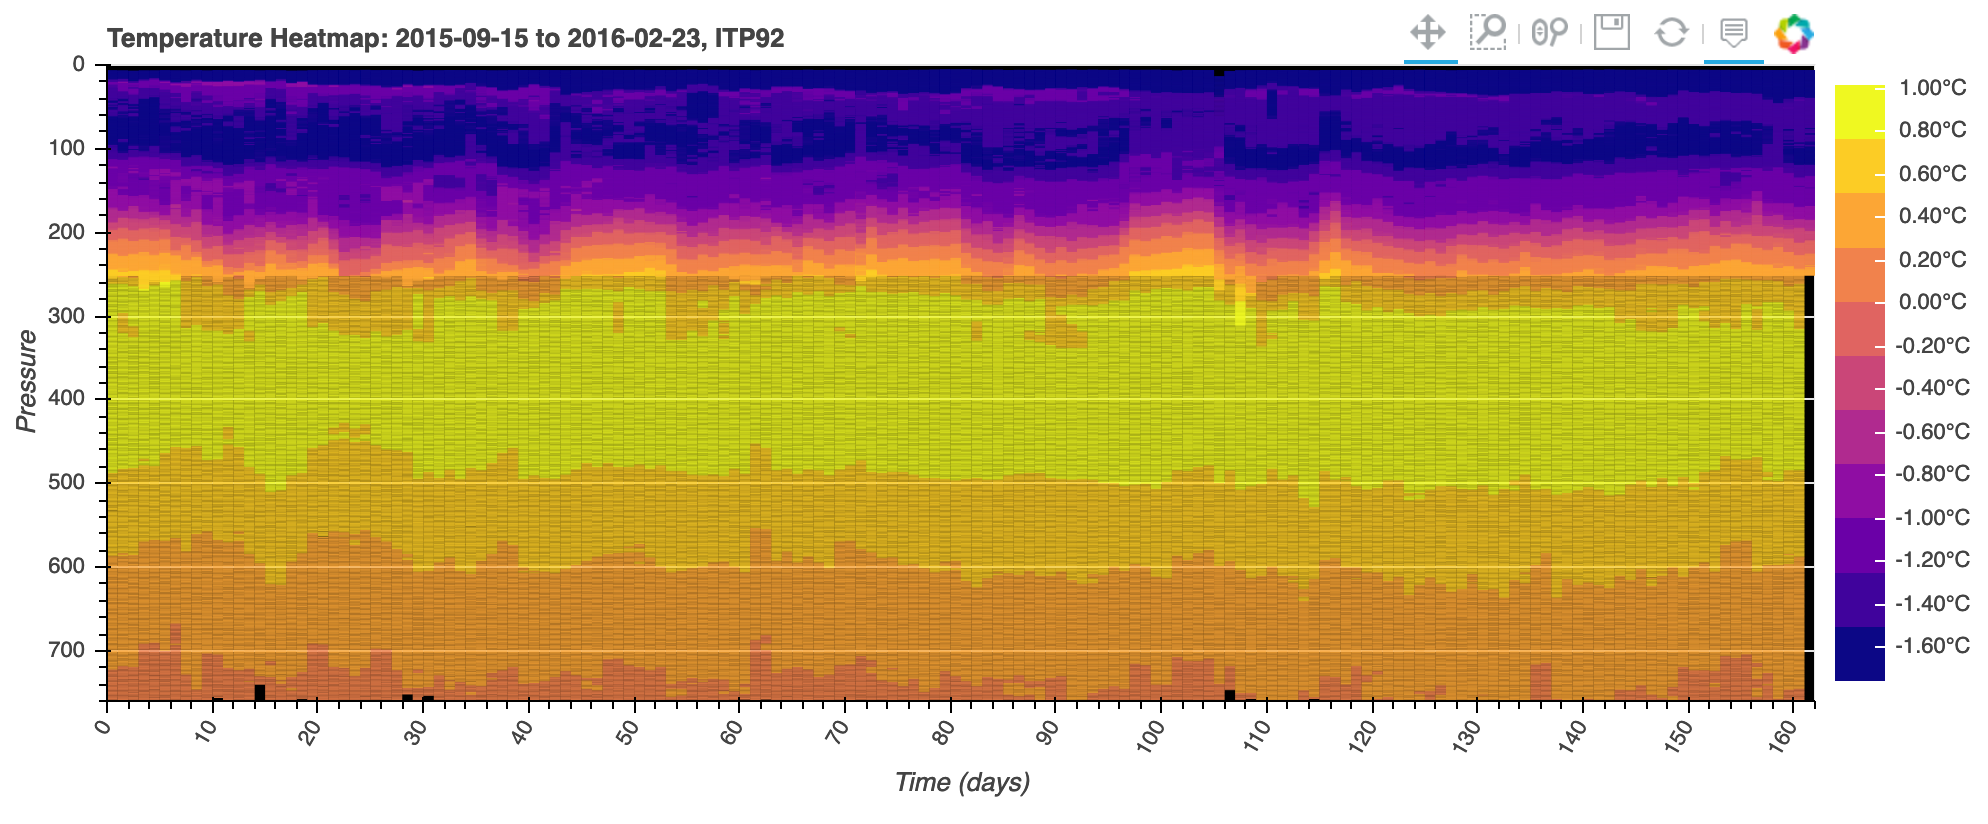 Temperature Heatmap: 2015-09-15 to 2016-02-23, ITP92
0
100
200
300
400
500
600
700
Pressure
0
10
20
30
40
50
60
70
80
90
100
110
120
130
140
150
160
Time (days)
1.00°C
0.80°C
0.60°C
0.40°C
0.20°C
0.00°C
-0.20°C
-0.40°C
-0.60°C
-0.80°C
-1.00°C
-1.20°C
-1.40°C
-1.60°C